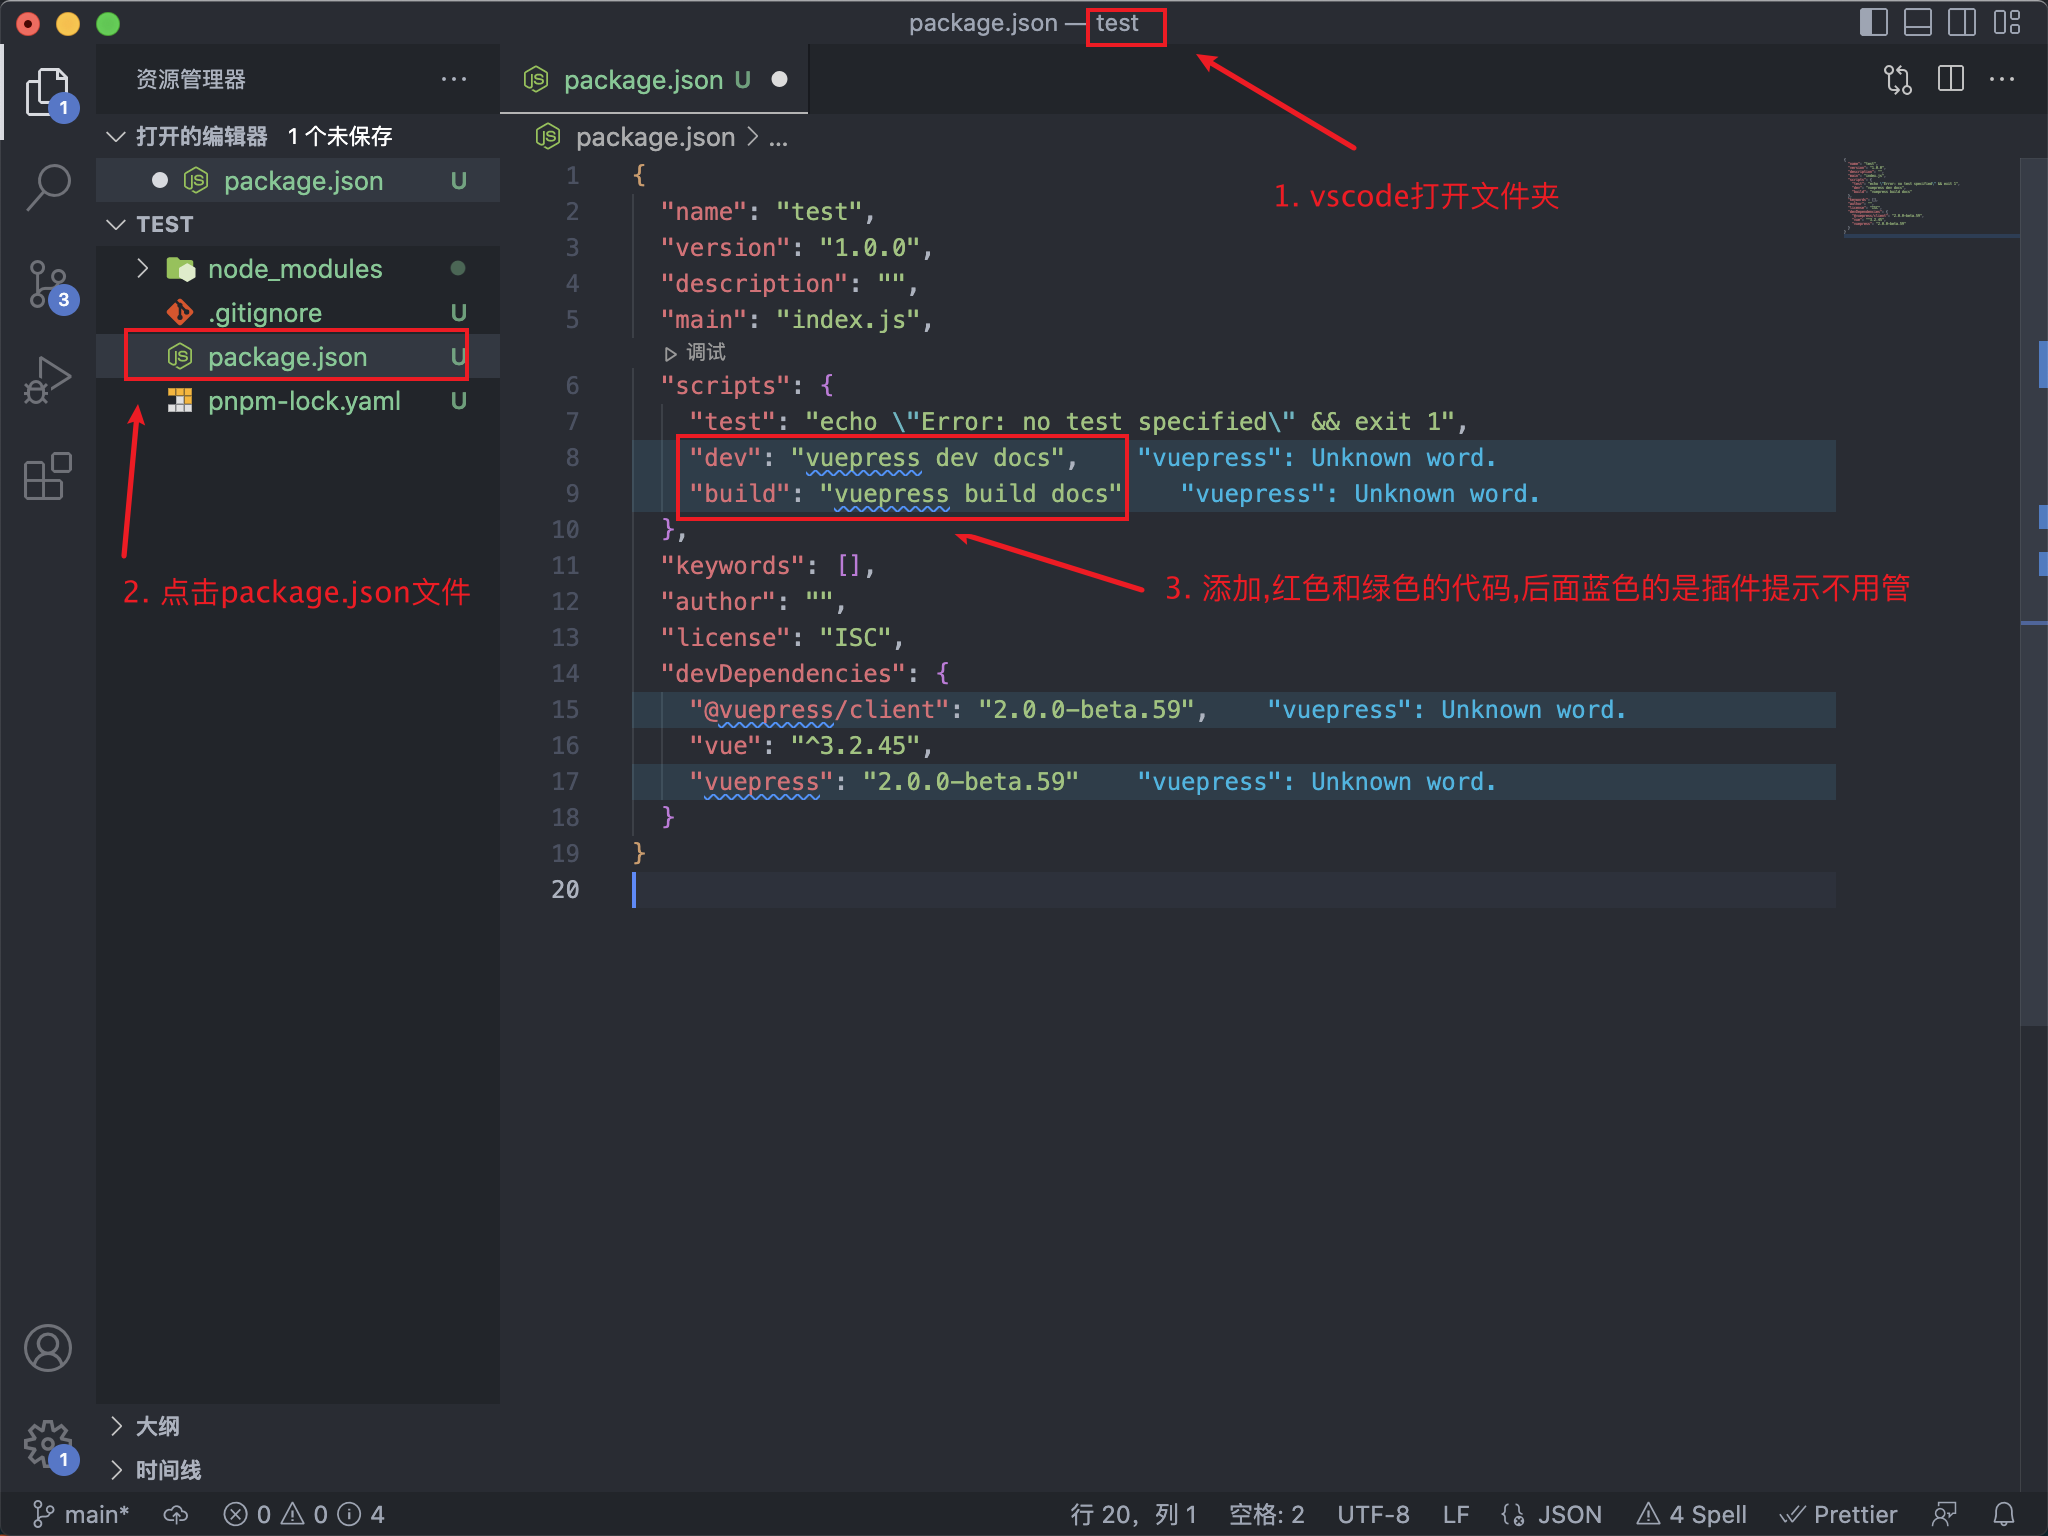 package.json — test
资源管理器
打开的编辑器 1 个未保存
package.json U
TEST
node_modules
.gitignore U
package.json U
pnpm-lock.yaml U
2. 点击package.json文件
大纲
时间线
package.json U
package.json > ...
1. vscode打开文件夹
1 {
2 "name": "test",
3 "version": "1.0.0",
4 "description": "",
5 "main": "index.js",
调试
6 "scripts": {
7 "test": "echo \"Error: no test specified\" && exit 1",
8 "dev": "vuepress dev docs", "vuepress": Unknown word.
9 "build": "vuepress build docs" "vuepress": Unknown word.
10 },
11 "keywords": [],
12 "author": "",
3. 添加,红色和绿色的代码,后面蓝色的是插件提示不用管
13 "license": "ISC",
14 "devDependencies": {
15 "@vuepress/client": "2.0.0-beta.59", "vuepress": Unknown word.
16 "vue": "^3.2.45",
17 "vuepress": "2.0.0-beta.59" "vuepress": Unknown word.
18 }
19 }
20
1
3
1
main* 0 0 4 行 20，列 1 空格: 2 UTF-8 LF JSON 4 Spell Prettier